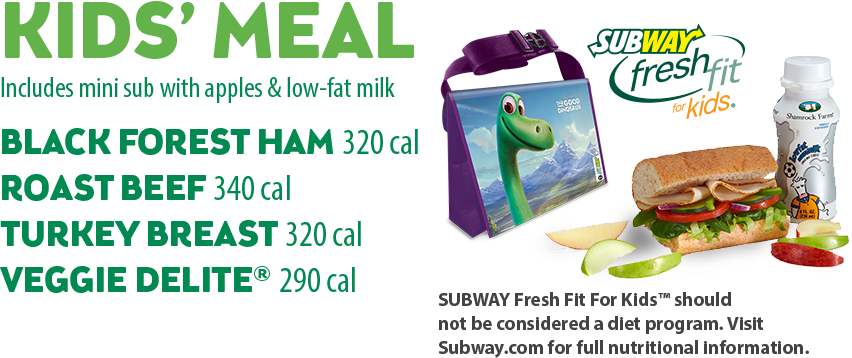 KIDS' MEAL
Includes mini sub with apples & low-fat milk
BLACK FOREST HAM 320 cal
ROAST BEEF 340 cal
TURKEY BREAST 320 cal
VEGGIE DELITE® 290 cal
THE GOOD
DINOSAUR
SUBWAY
fresh fit
for kids®
Shamrock Farms
lowfat
SUBWAY Fresh Fit For Kids™ should
not be considered a diet program. Visit
Subway.com for full nutritional information.